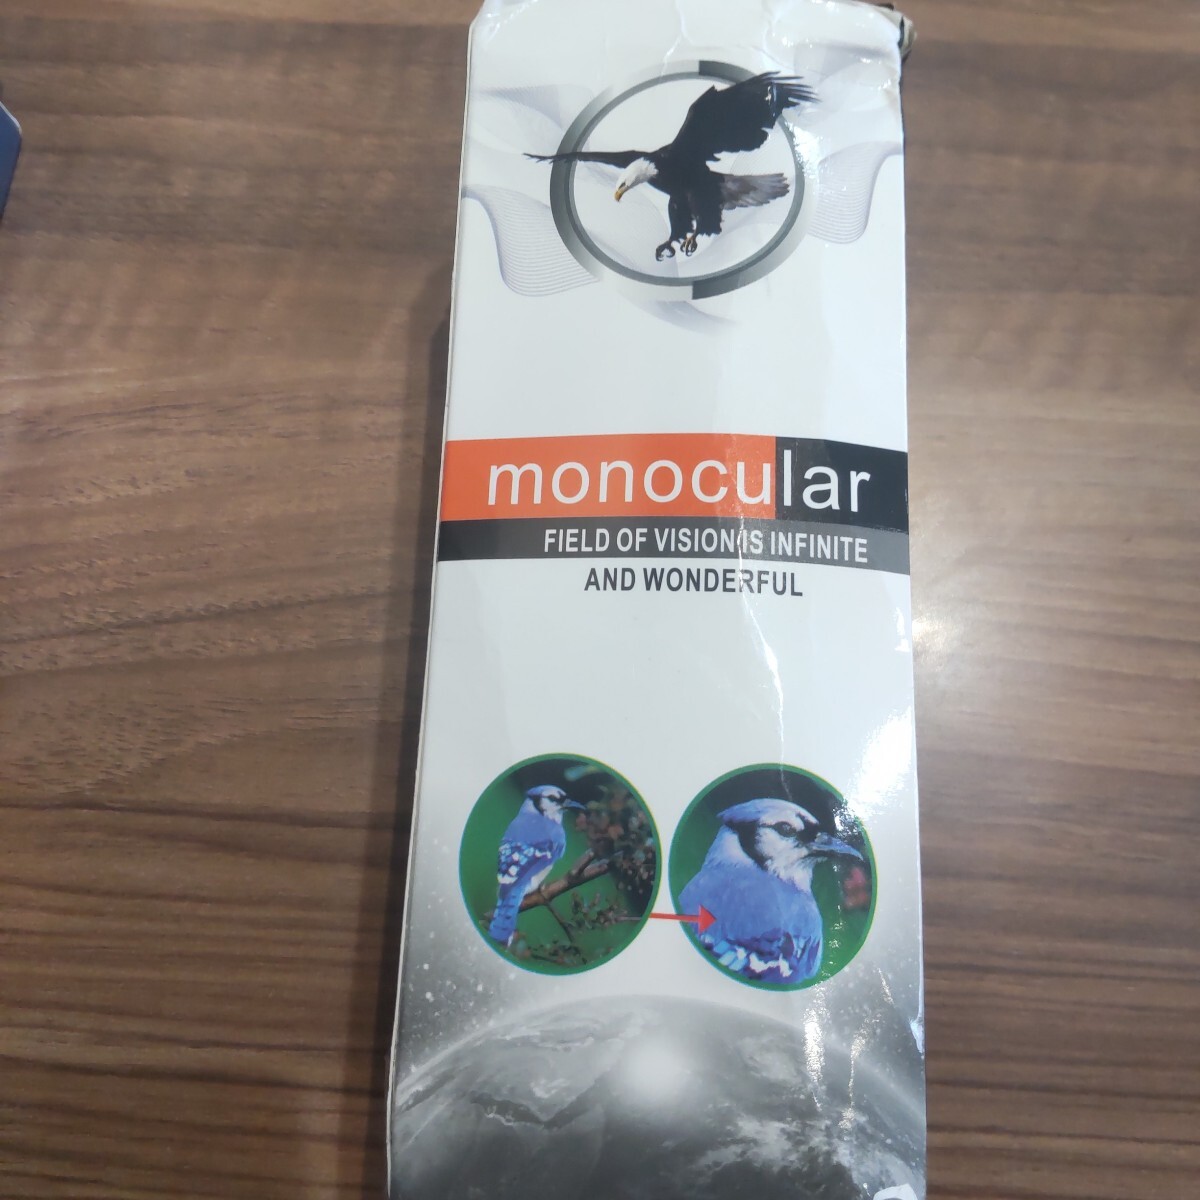 monocular
FIELD OF VISION IS INFINITE
AND WONDERFUL